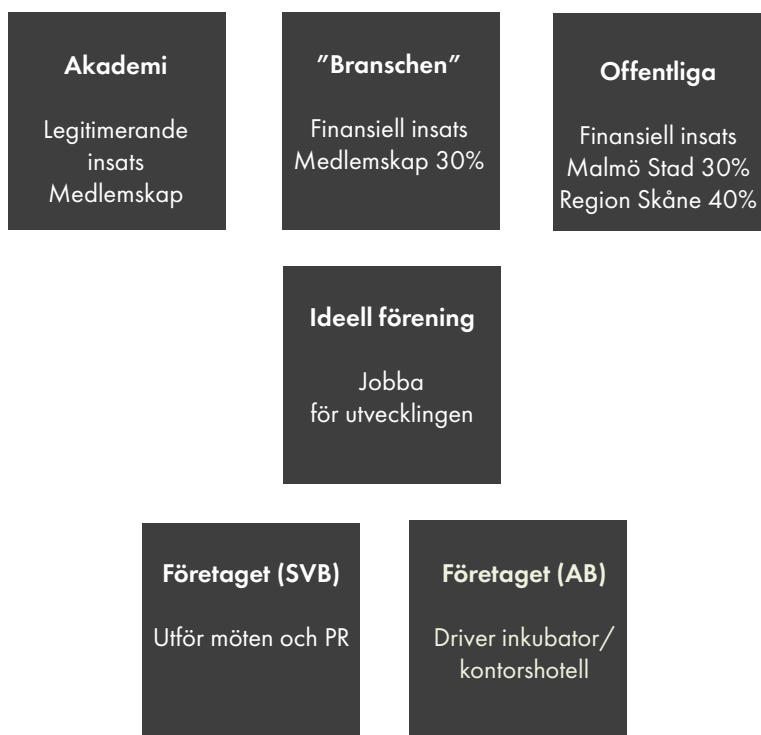 Akademi
Legitimerande
insats
Medlemskap
”Branschen”
Finansiell insats
Medlemskap 30%
Offentliga
Finansiell insats
Malmö Stad 30%
Region Skåne 40%
Ideell förening
Jobba
för utvecklingen
Företaget (SVB)
Utför möten och PR
Företaget (AB)
Driver inkubator/
kontorshotell